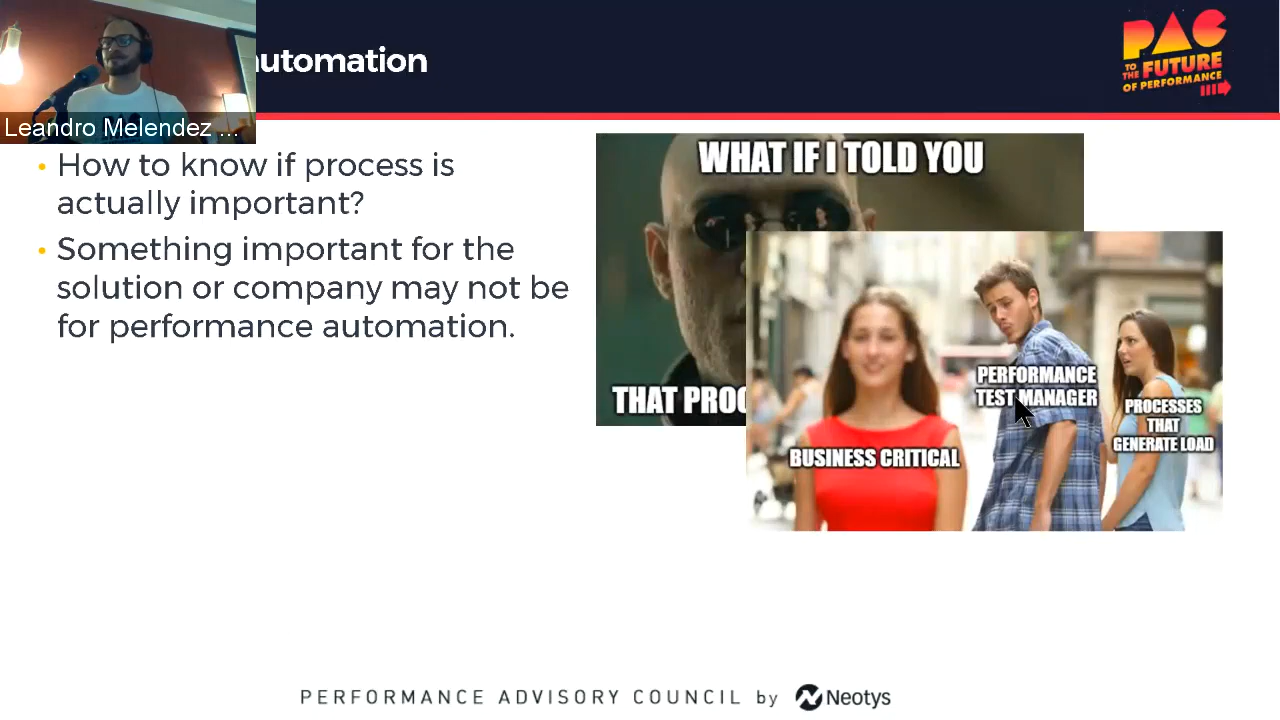 utomation
PAC
TO THE FUTURE
OF PERFORMANCE
Leandro Melendez ...
• How to know if process is
actually important?
• Something important for the
solution or company may not be
for performance automation.
WHAT IF I TOLD YOU
THAT PROC
PERFORMANCE
TEST MANAGER
PROCESSES
THAT
GENERATE LOAD
BUSINESS CRITICAL
PERFORMANCE ADVISORY COUNCIL by Neotys